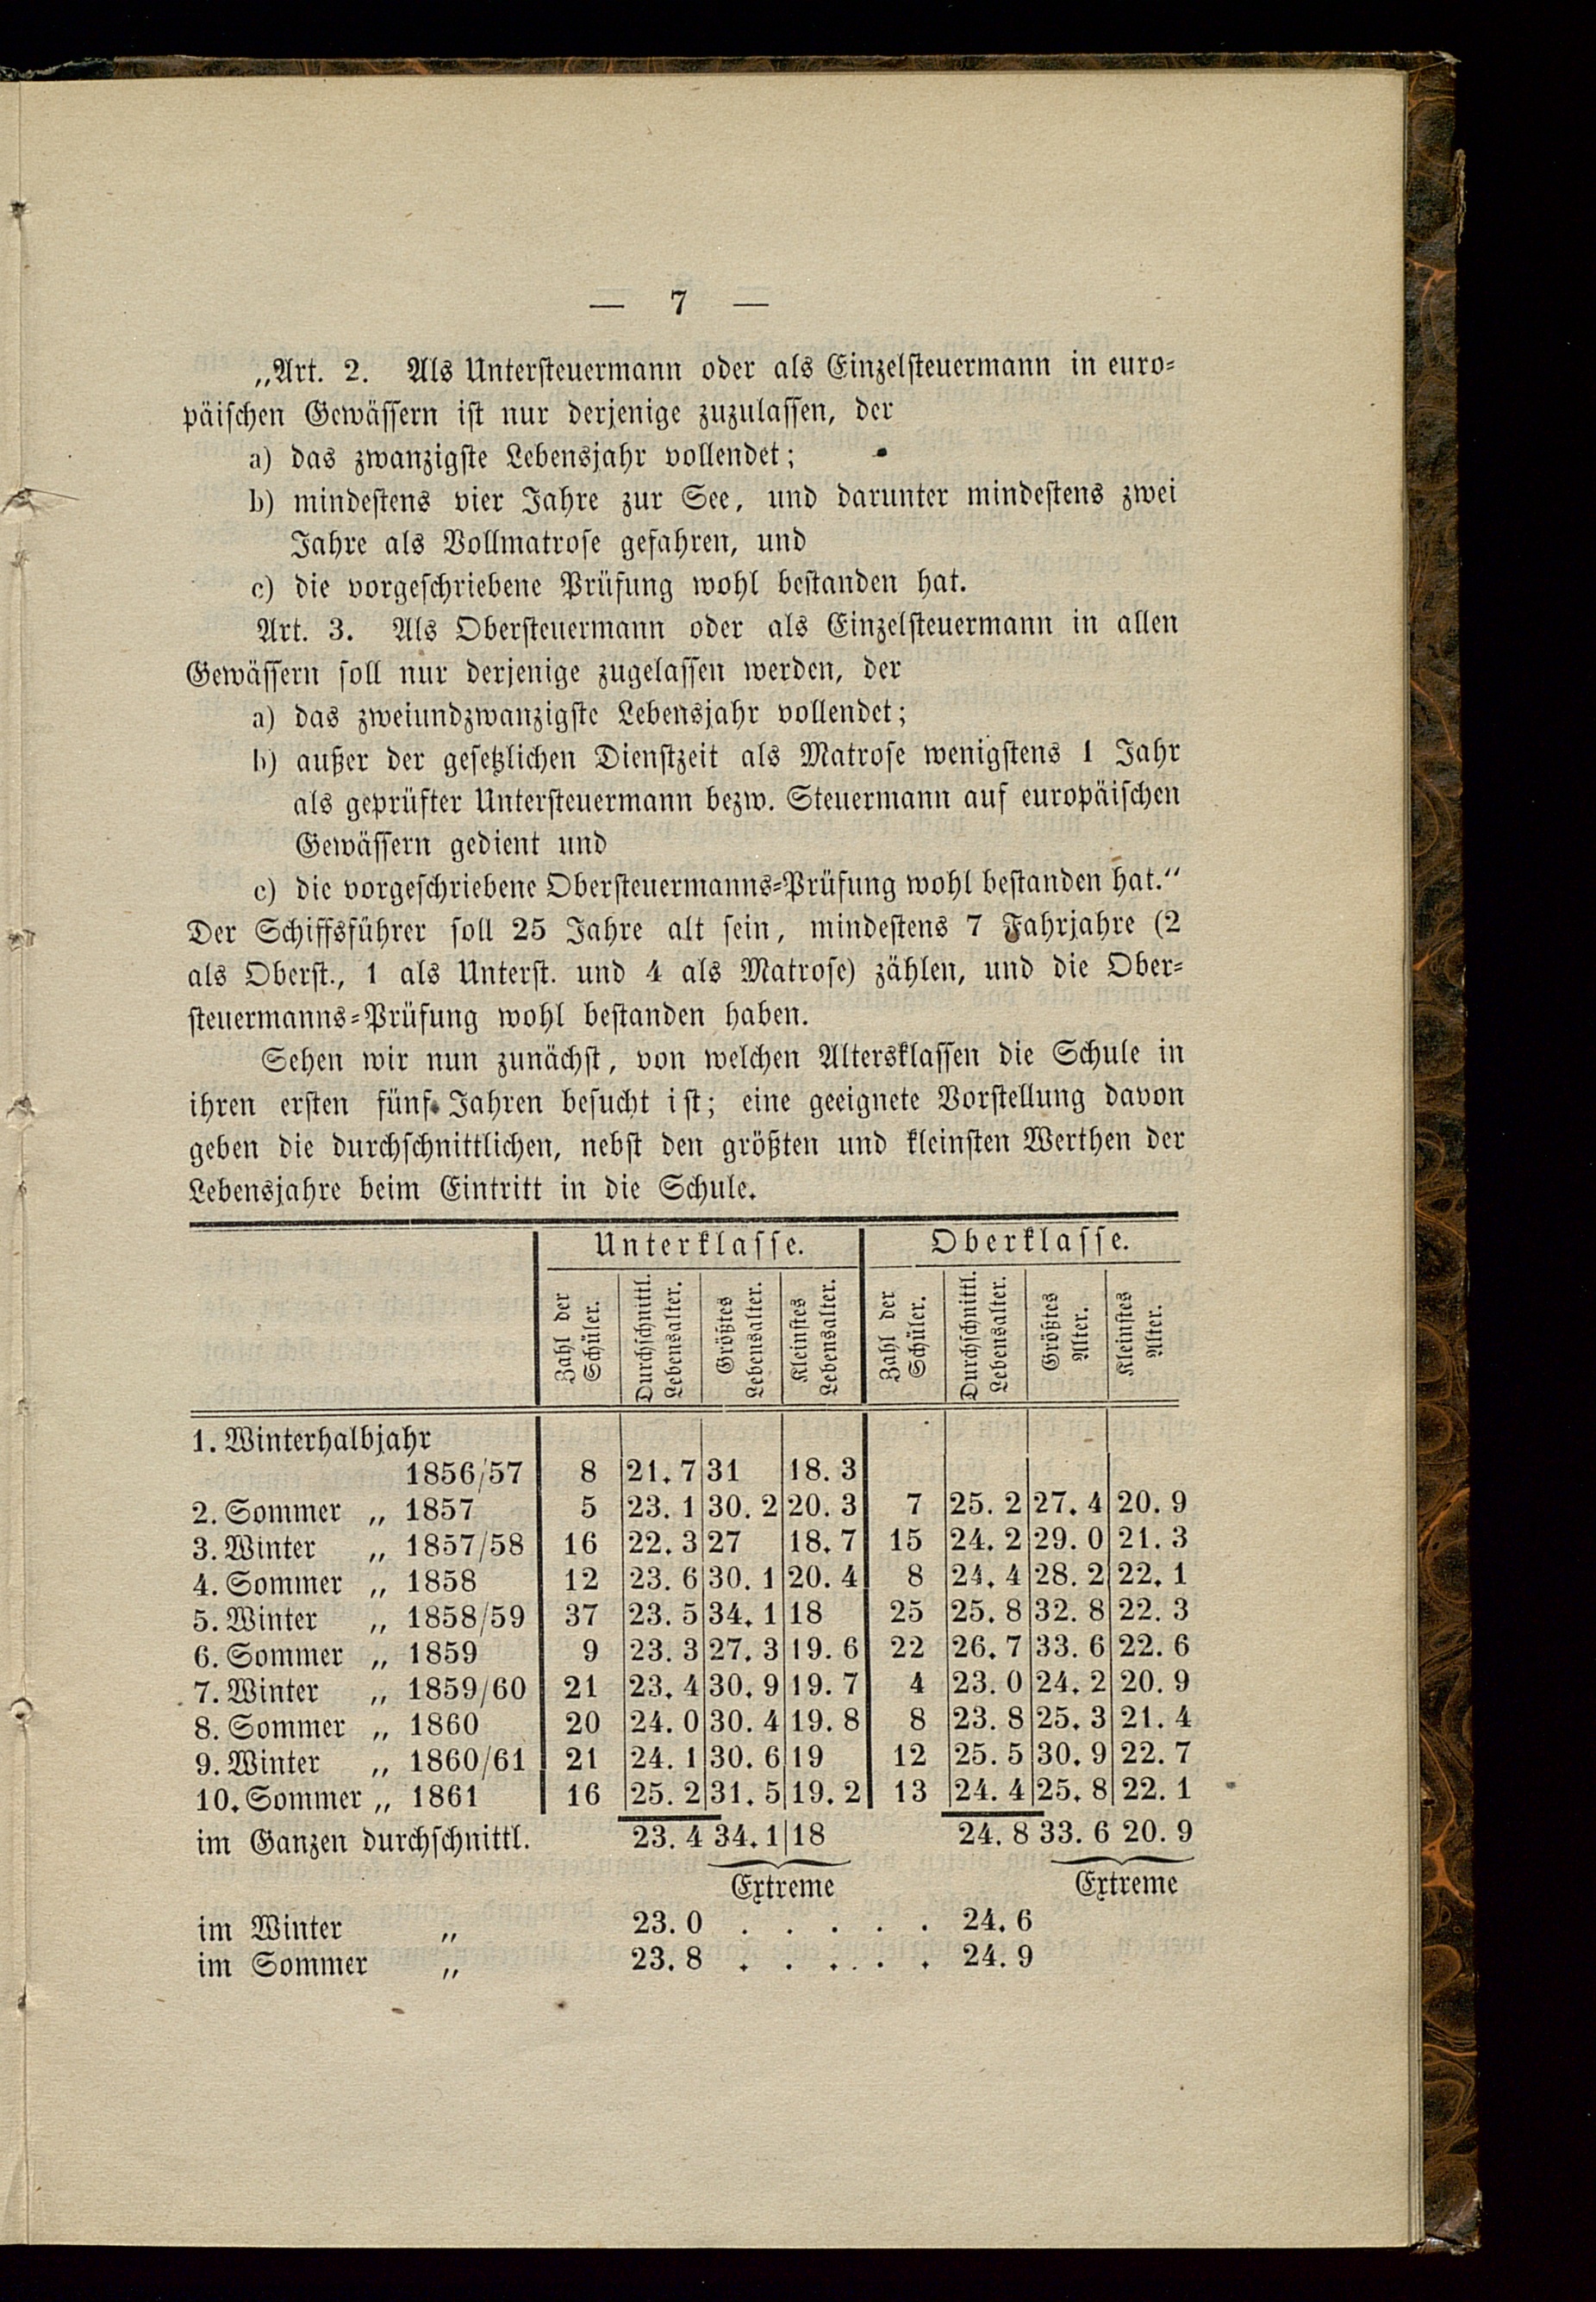 — 7 —
„Art. 2. Als Untersteuermann oder als Einzelsteuermann in euro-
päischen Gewässern ist nur derjenige zuzulassen, der
a) das zwanzigste Lebensjahr vollendet;
b) mindestens vier Jahre zur See, und darunter mindestens zwei
Jahre als Vollmatrose gefahren, und
c) die vorgeschriebene Prüfung wohl bestanden hat.
Art. 3. Als Obersteuermann oder als Einzelsteuermann in allen
Gewässern soll nur derjenige zugelassen werden, der
a) das zweiundzwanzigste Lebensjahr vollendet;
b) außer der gesetzlichen Dienstzeit als Matrose wenigstens 1 Jahr
als geprüfter Untersteuermann bezw. Steuermann auf europäischen
Gewässern gedient und
c) die vorgeschriebene Obersteuermanns-Prüfung wohl bestanden hat.“
Der Schiffsführer soll 25 Jahre alt sein, mindestens 7 Fahrjahre (2
als Oberst., 1 als Unterst. und 4 als Matrose) zählen, und die Ober-
steuermanns-Prüfung wohl bestanden haben.
Sehen wir nun zunächst, von welchen Altersklassen die Schule in
ihren ersten fünf Jahren besucht ist; eine geeignete Vorstellung davon
geben die durchschnittlichen, nebst den größten und kleinsten Werthen der
Lebensjahre beim Eintritt in die Schule.
Unterklasse. Oberklasse.
Zahl der Schüler. Durchschnittl. Lebensalter. Größtes Lebensalter. Kleinstes Lebensalter. Zahl der Schüler. Durchschnittl. Lebensalter. Größtes Alter. Kleinstes Alter.
1. Winterhalbjahr
1856/57 8 21.7 31 18.3
2. Sommer „ 1857 5 23.1 30.2 20.3 7 25.2 27.4 20.9
3. Winter „ 1857/58 16 22.3 27 18.7 15 24.2 29.0 21.3
4. Sommer „ 1858 12 23.6 30.1 20.4 8 24.4 28.2 22.1
5. Winter „ 1858/59 37 23.5 34.1 18 25 25.8 32.8 22.3
6. Sommer „ 1859 9 23.3 27.3 19.6 22 26.7 33.6 22.6
7. Winter „ 1859/60 21 23.4 30.9 19.7 4 23.0 24.2 20.9
8. Sommer „ 1860 20 24.0 30.4 19.8 8 23.8 25.3 21.4
9. Winter „ 1860/61 21 24.1 30.6 19 12 25.5 30.9 22.7
10. Sommer „ 1861 16 25.2 31.5 19.2 13 24.4 25.8 22.1
im Ganzen durchschnittl. 23.4 34.1 18 24.8 33.6 20.9
Extreme Extreme
im Winter „ 23.0 . . . . . 24.6
im Sommer „ 23.8 . . . . . 24.9